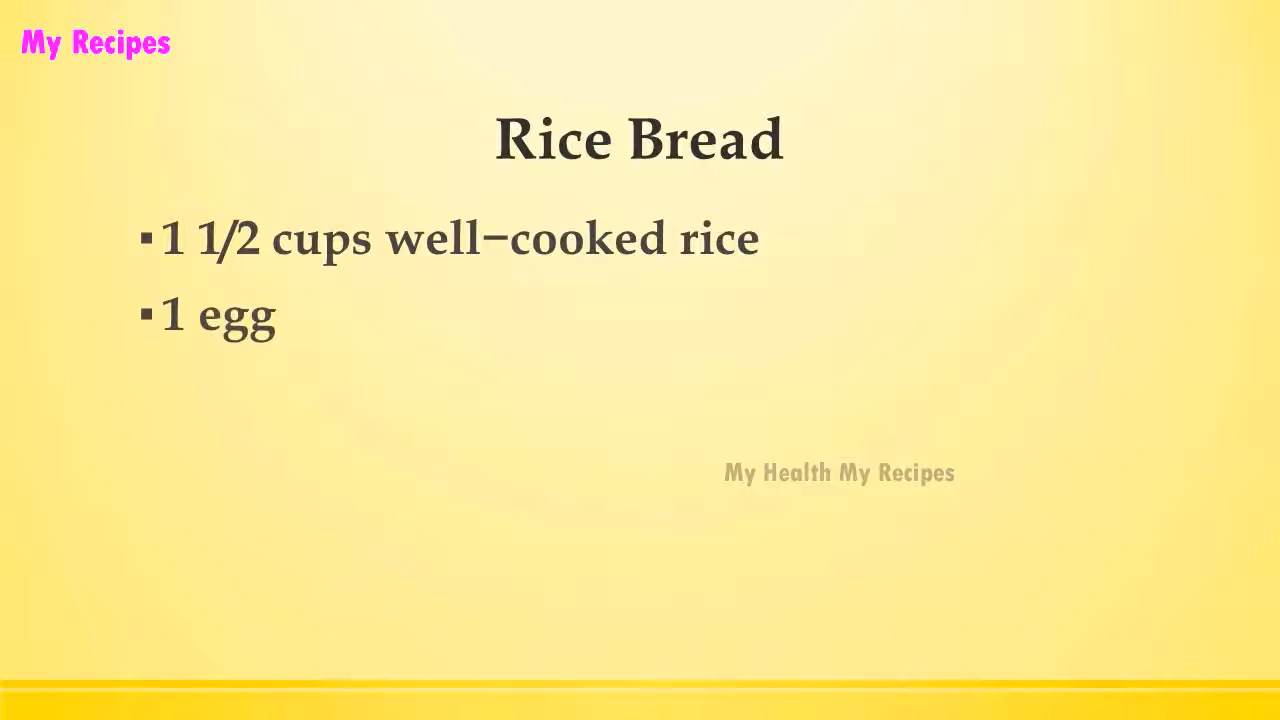 My Recipes
Rice Bread
▪1 1/2 cups well-cooked rice
▪1 egg
My Health My Recipes